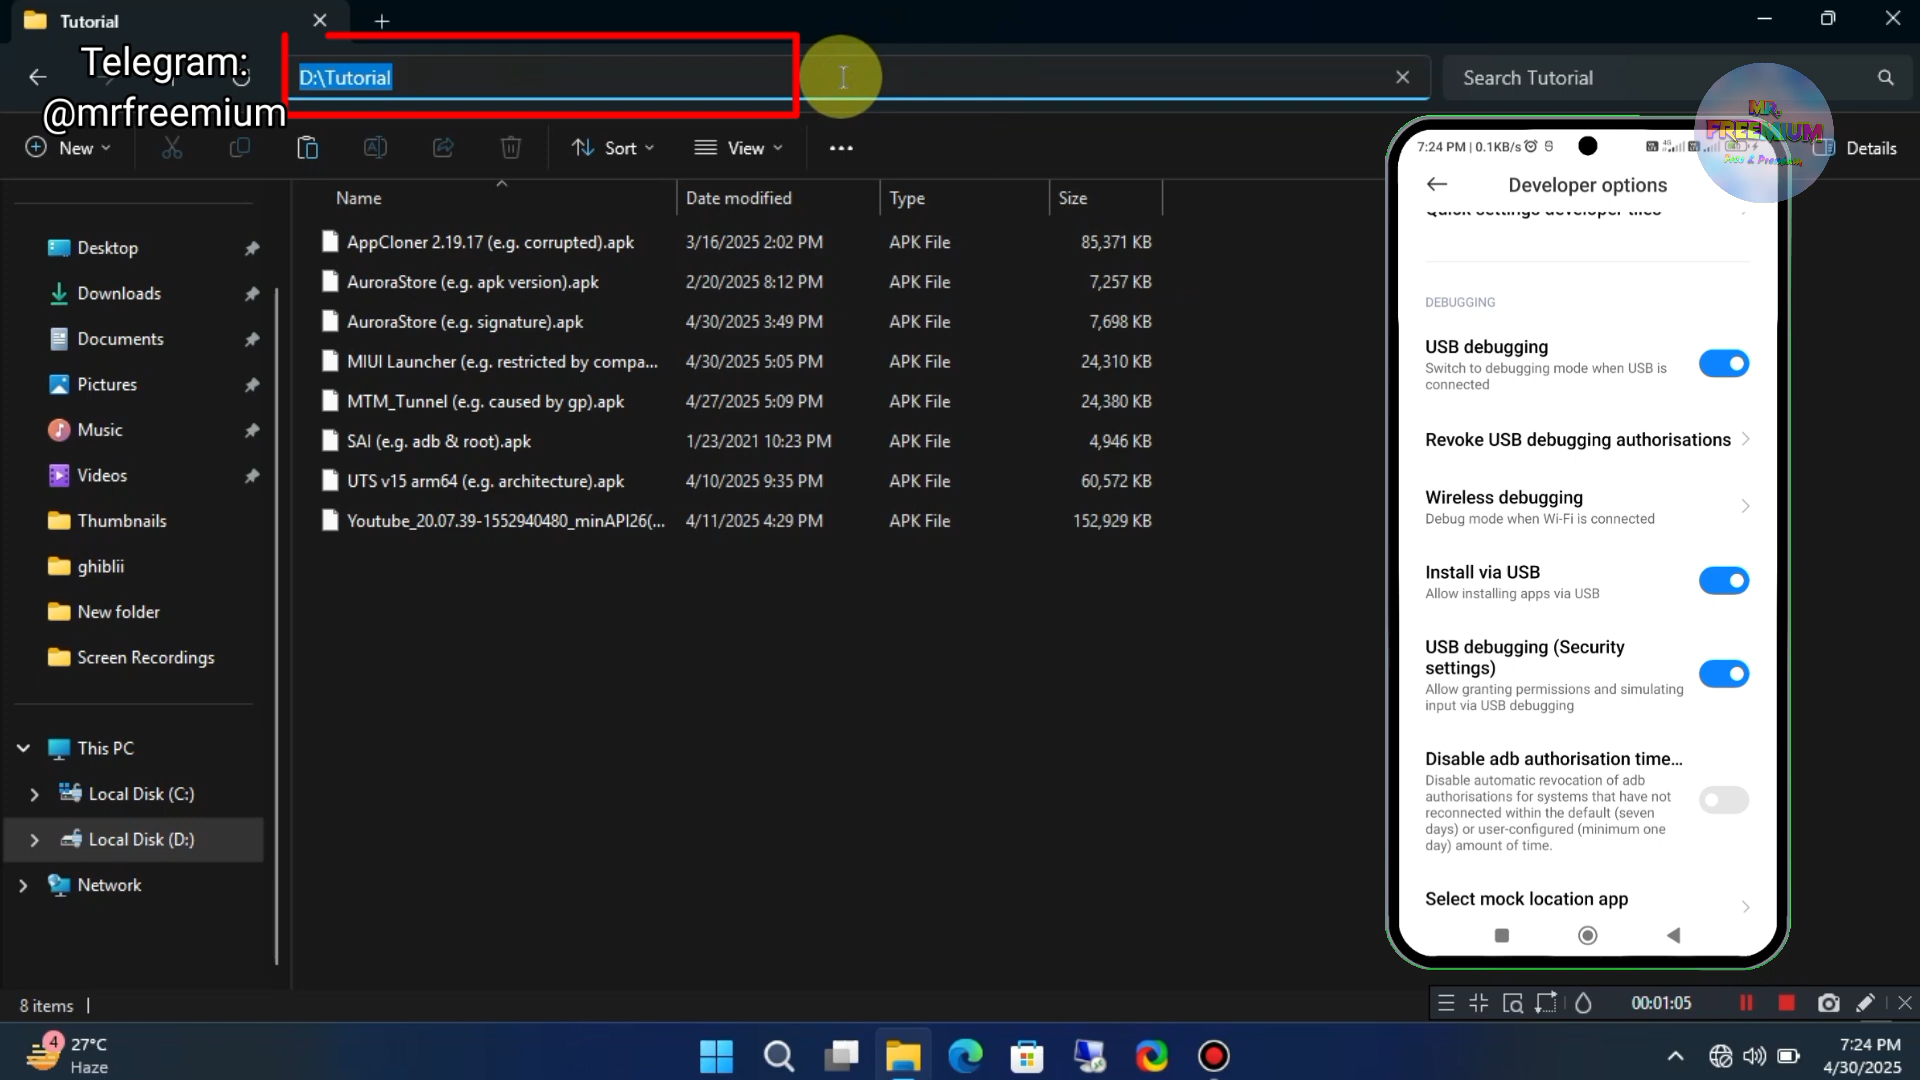 Tutorial
Telegram:
@mrfreemium
D:\Tutorial
Search Tutorial
New
Sort
View
Details
Name
Date modified
Type
Size
AppCloner 2.19.17 (e.g. corrupted).apk
3/16/2025 2:02 PM
APK File
85,371 KB
AuroraStore (e.g. apk version).apk
2/20/2025 8:12 PM
APK File
7,257 KB
AuroraStore (e.g. signature).apk
4/30/2025 3:49 PM
APK File
7,698 KB
MIUI Launcher (e.g. restricted by compa...
4/30/2025 5:05 PM
APK File
24,310 KB
MTM_Tunnel (e.g. caused by gp).apk
4/27/2025 5:09 PM
APK File
24,380 KB
SAI (e.g. adb & root).apk
1/23/2021 10:23 PM
APK File
4,946 KB
UTS v15 arm64 (e.g. architecture).apk
4/10/2025 9:35 PM
APK File
60,572 KB
Youtube_20.07.39-1552940480_minAPI26(...
4/11/2025 4:29 PM
APK File
152,929 KB
Desktop
Downloads
Documents
Pictures
Music
Videos
Thumbnails
ghiblii
New folder
Screen Recordings
This PC
Local Disk (C:)
Local Disk (D:)
Network
8 items
MR.
FREEMIUM
7:24 PM | 0.1KB/s
Developer options
Quick settings developer tiles
DEBUGGING
USB debugging
Switch to debugging mode when USB is
connected
Revoke USB debugging authorisations
Wireless debugging
Debug mode when Wi-Fi is connected
Install via USB
Allow installing apps via USB
USB debugging (Security
settings)
Allow granting permissions and simulating
input via USB debugging
Disable adb authorisation time...
Disable automatic revocation of adb
authorisations for systems that have not
reconnected within the default (seven
days) or user-configured (minimum one
day) amount of time.
Select mock location app
00:01:05
4
27°C
Haze
7:24 PM
4/30/2025